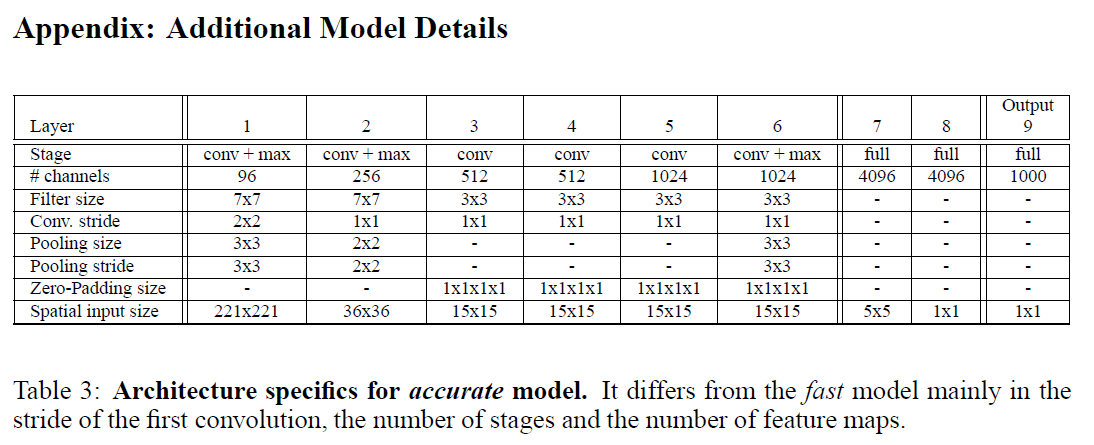 Appendix: Additional Model Details
Output
Layer 1 2 3 4 5 6 7 8 9
Stage conv + max conv + max conv conv conv conv + max full full full
# channels 96 256 512 512 1024 1024 4096 4096 1000
Filter size 7x7 7x7 3x3 3x3 3x3 3x3 - - -
Conv. stride 2x2 1x1 1x1 1x1 1x1 1x1 - - -
Pooling size 3x3 2x2 - - - 3x3 - - -
Pooling stride 3x3 2x2 - - - 3x3 - - -
Zero-Padding size - - 1x1x1x1 1x1x1x1 1x1x1x1 1x1x1x1 - - -
Spatial input size 221x221 36x36 15x15 15x15 15x15 15x15 5x5 1x1 1x1
Table 3: Architecture specifics for accurate model. It differs from the fast model mainly in the
stride of the first convolution, the number of stages and the number of feature maps.